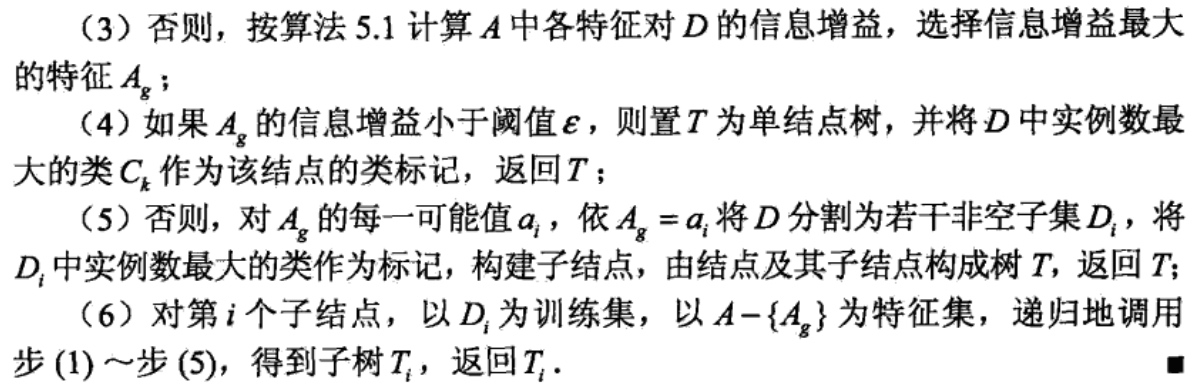 （3）否则，按算法 5.1 计算 A 中各特征对 D 的信息增益，选择信息增益最大
的特征 A_g；
（4）如果 A_g 的信息增益小于阈值 ε，则置 T 为单结点树，并将 D 中实例数最
大的类 C_k 作为该结点的类标记，返回 T；
（5）否则，对 A_g 的每一可能值 a_i，依 A_g = a_i 将 D 分割为若干非空子集 D_i，将
D_i 中实例数最大的类作为标记，构建子结点，由结点及其子结点构成树 T，返回 T；
（6）对第 i 个子结点，以 D_i 为训练集，以 A−{A_g} 为特征集，递归地调用
步 (1)～步 (5)，得到子树 T_i，返回 T_i．■